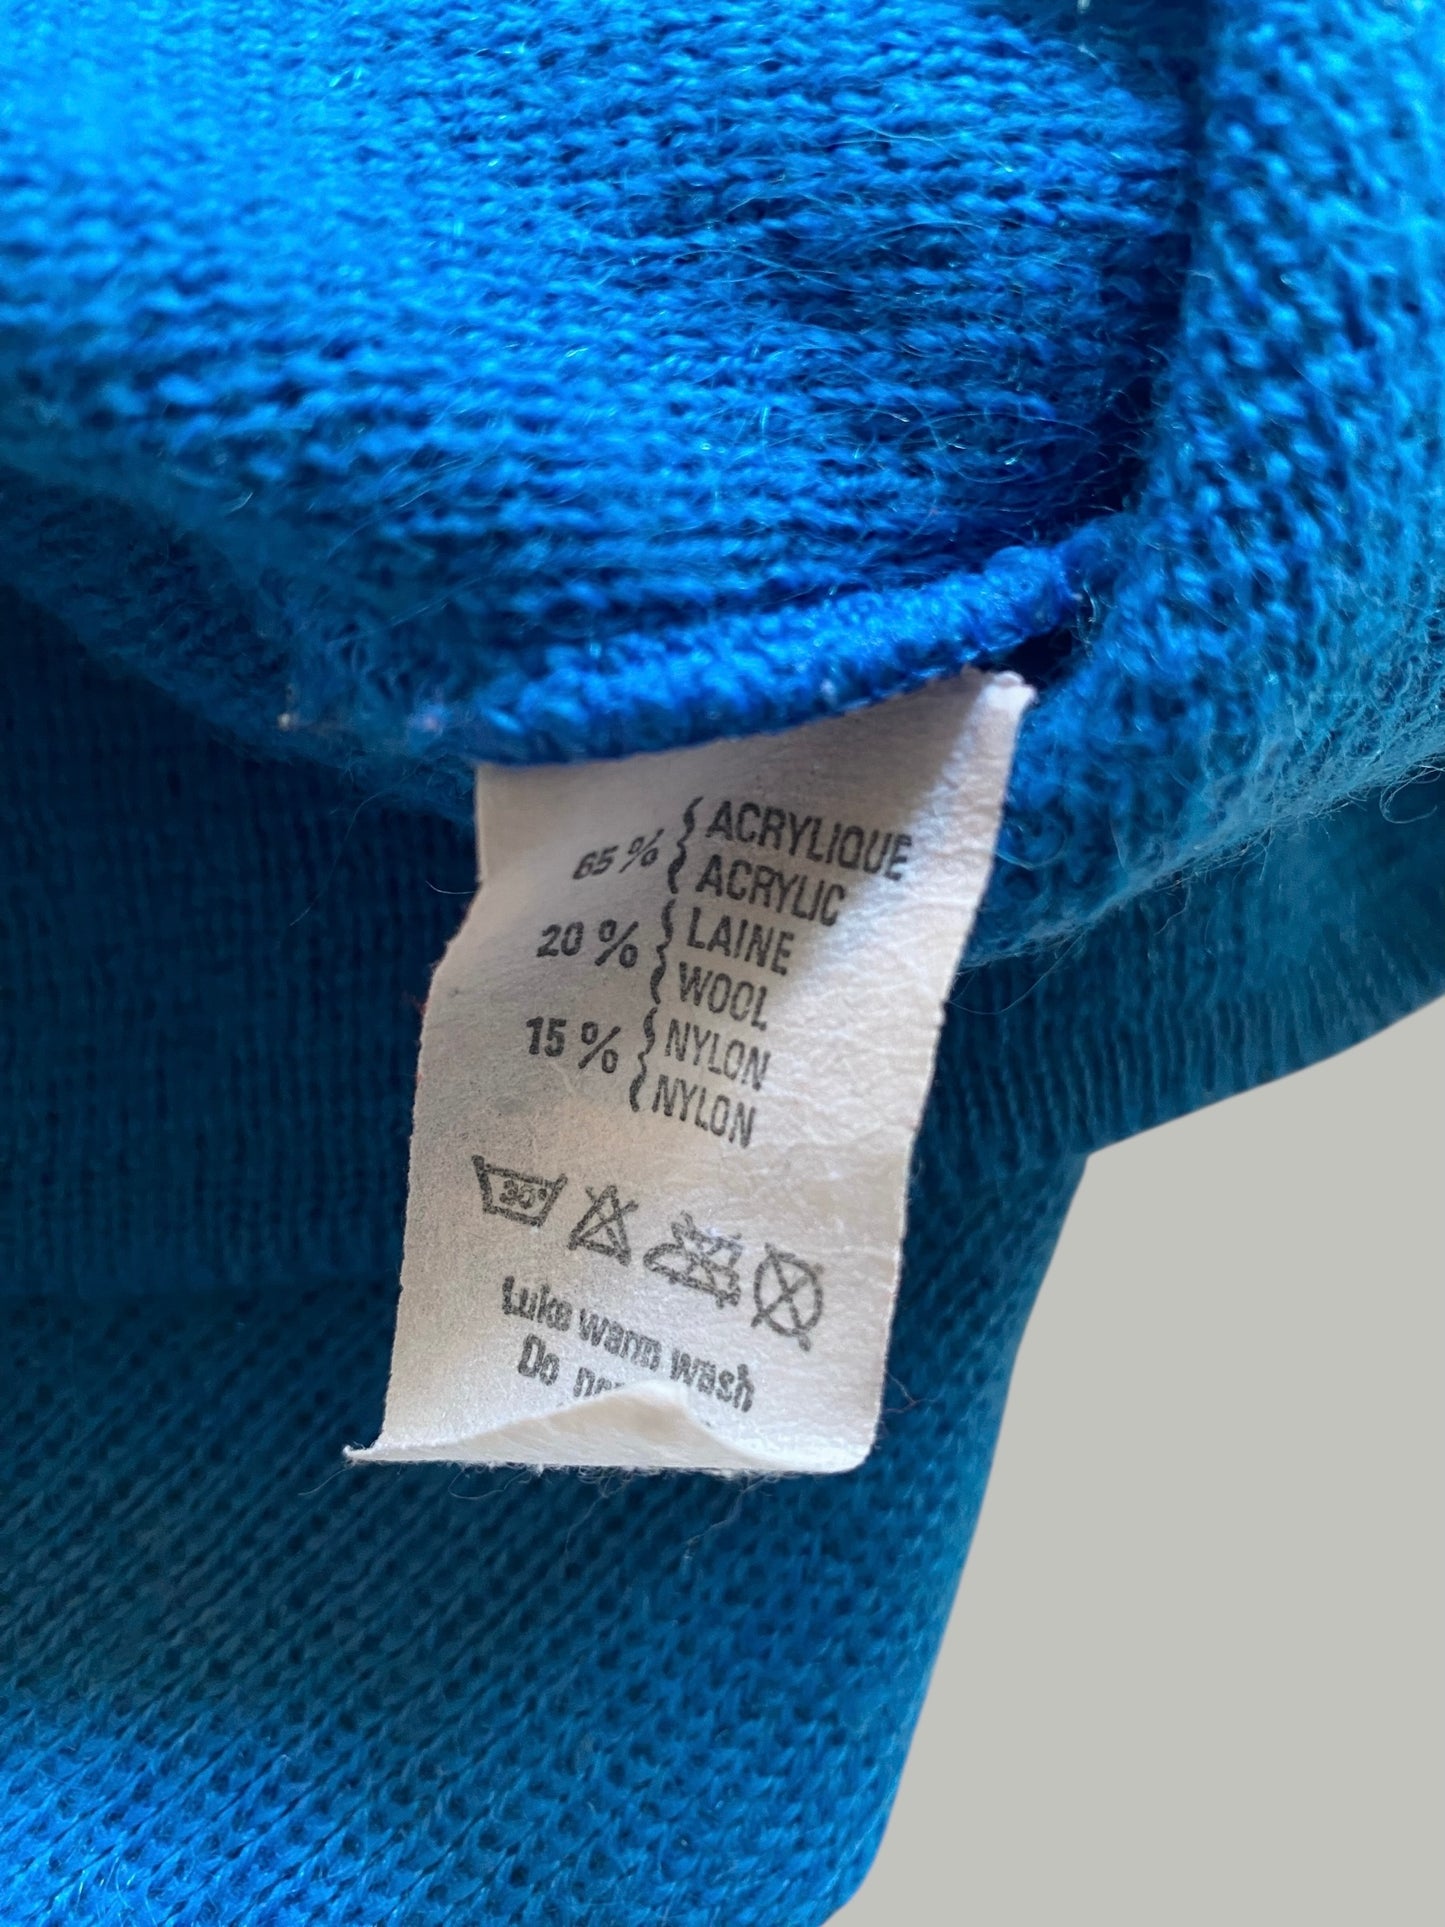 65 % { ACRYLIQUE
ACRYLIC
20 % { LAINE
WOOL
15 % { NYLON
NYLON
30°
Luke warm wash
Do